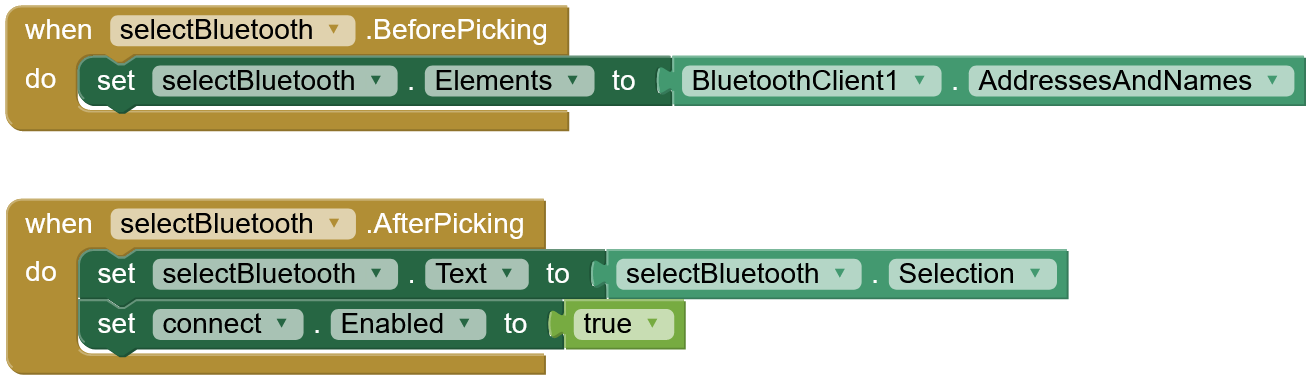 when selectBluetooth .BeforePicking
do set selectBluetooth . Elements to BluetoothClient1 . AddressesAndNames
when selectBluetooth .AfterPicking
do set selectBluetooth . Text to selectBluetooth . Selection
set connect . Enabled to true